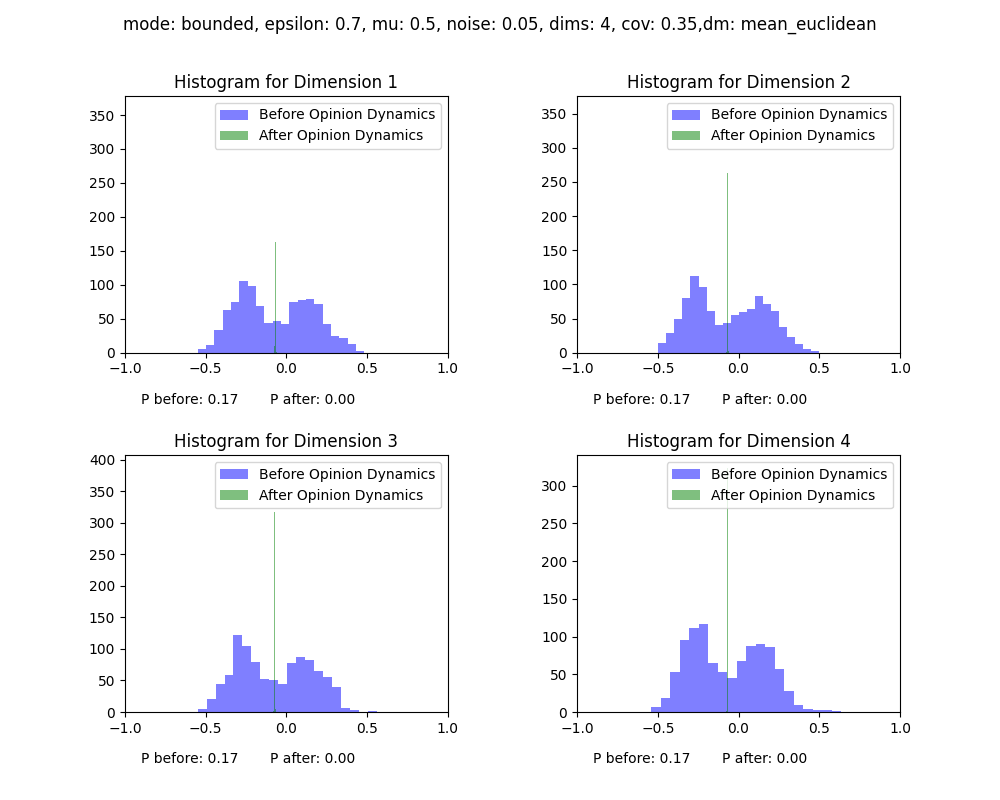 mode: bounded, epsilon: 0.7, mu: 0.5, noise: 0.05, dims: 4, cov: 0.35,dm: mean_euclidean
Histogram for Dimension 1
Before Opinion Dynamics
After Opinion Dynamics
350
300
250
200
150
100
50
0
−1.0 −0.5 0.0 0.5 1.0
P before: 0.17 P after: 0.00
Histogram for Dimension 2
Before Opinion Dynamics
After Opinion Dynamics
350
300
250
200
150
100
50
0
−1.0 −0.5 0.0 0.5 1.0
P before: 0.17 P after: 0.00
Histogram for Dimension 3
Before Opinion Dynamics
After Opinion Dynamics
400
350
300
250
200
150
100
50
0
−1.0 −0.5 0.0 0.5 1.0
P before: 0.17 P after: 0.00
Histogram for Dimension 4
Before Opinion Dynamics
After Opinion Dynamics
300
250
200
150
100
50
0
−1.0 −0.5 0.0 0.5 1.0
P before: 0.17 P after: 0.00